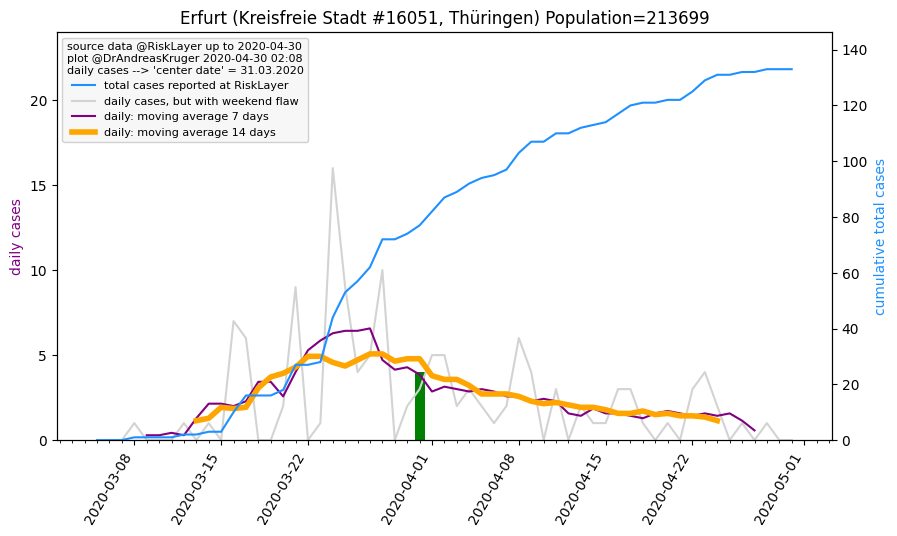 Erfurt (Kreisfreie Stadt #16051, Thüringen) Population=213699
source data @RiskLayer up to 2020-04-30
plot @DrAndreasKruger 2020-04-30 02:08
daily cases --> 'center date' = 31.03.2020
total cases reported at RiskLayer
daily cases, but with weekend flaw
daily: moving average 7 days
daily: moving average 14 days
daily cases
20
15
10
5
0
cumulative total cases
140
120
100
80
60
40
20
0
2020-03-08
2020-03-15
2020-03-22
2020-04-01
2020-04-08
2020-04-15
2020-04-22
2020-05-01